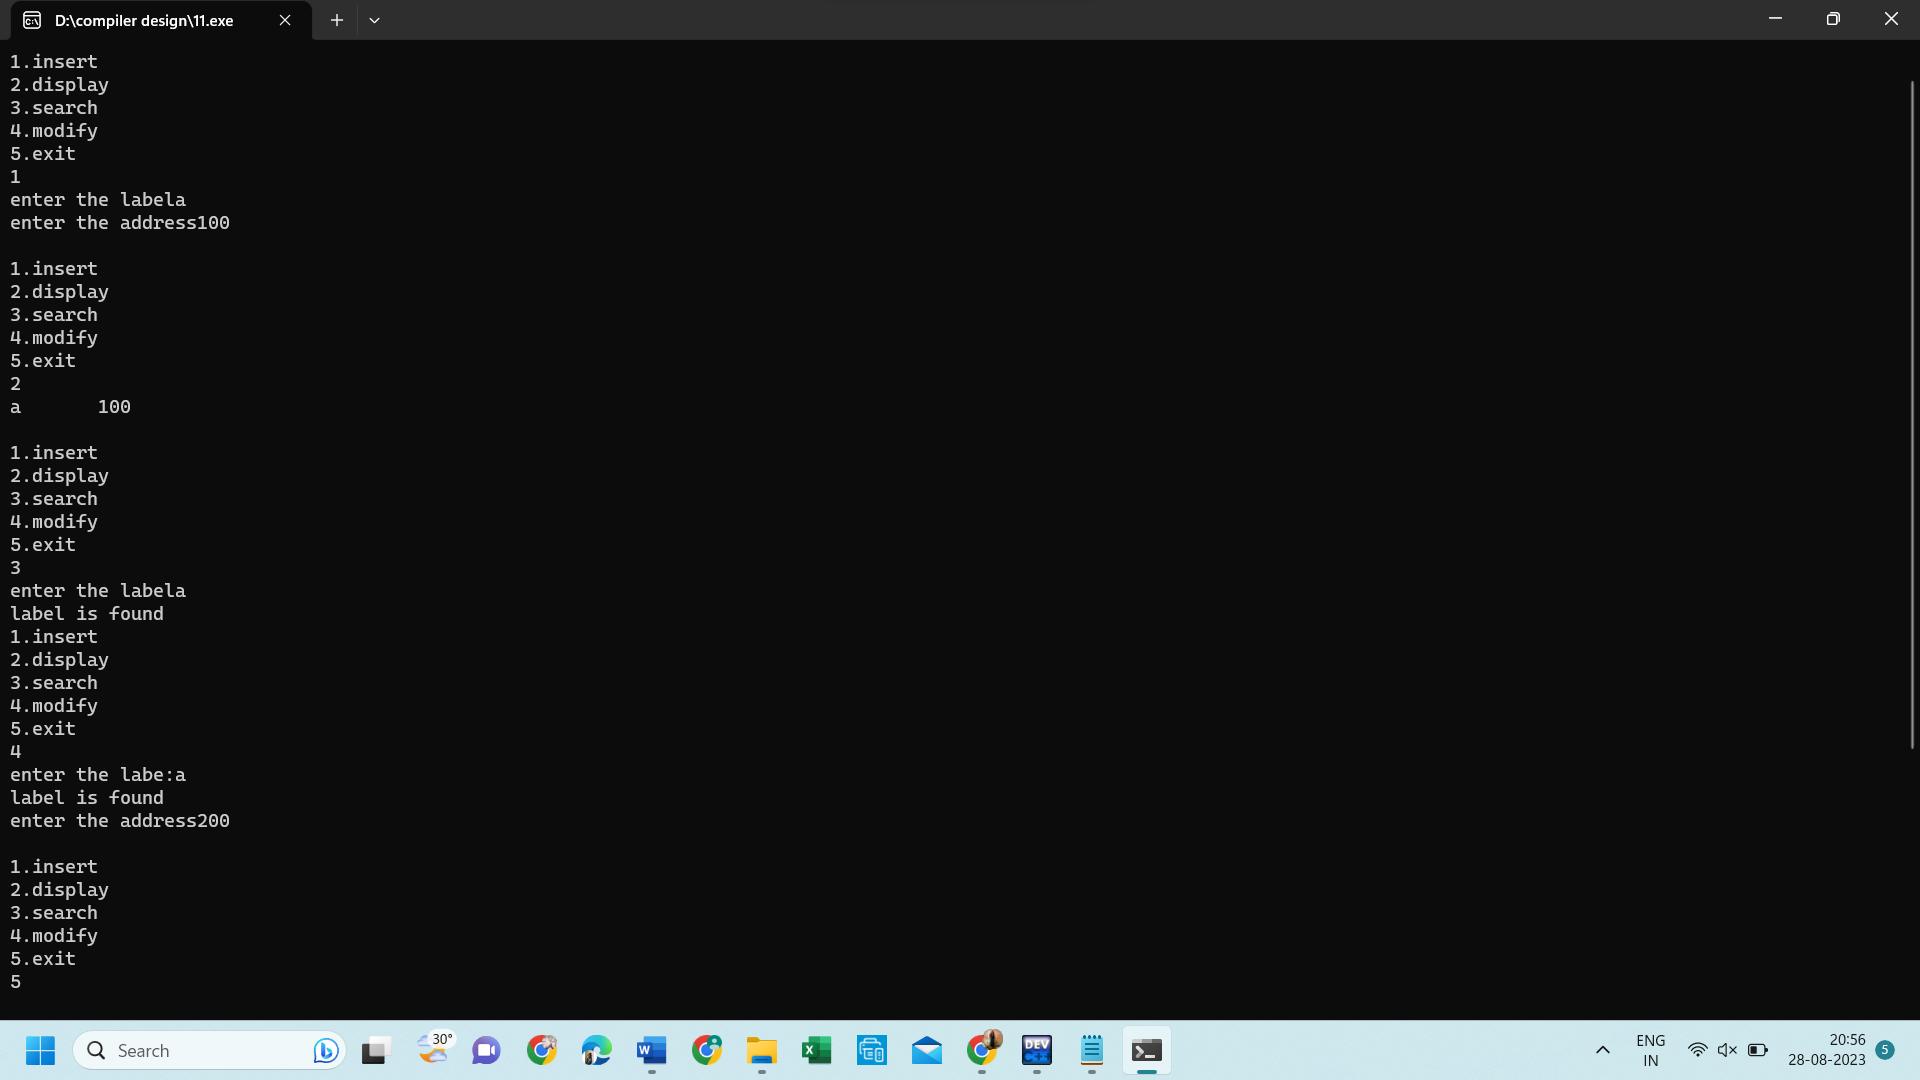 D:\compiler design\11.exe
1.insert
2.display
3.search
4.modify
5.exit
1
enter the labela
enter the address100
1.insert
2.display
3.search
4.modify
5.exit
2
a       100
1.insert
2.display
3.search
4.modify
5.exit
3
enter the labela
label is found
1.insert
2.display
3.search
4.modify
5.exit
4
enter the labe:a
label is found
enter the address200
1.insert
2.display
3.search
4.modify
5.exit
5
Search
30°
DEV
C++
ENG
IN
20:56
28-08-2023
5